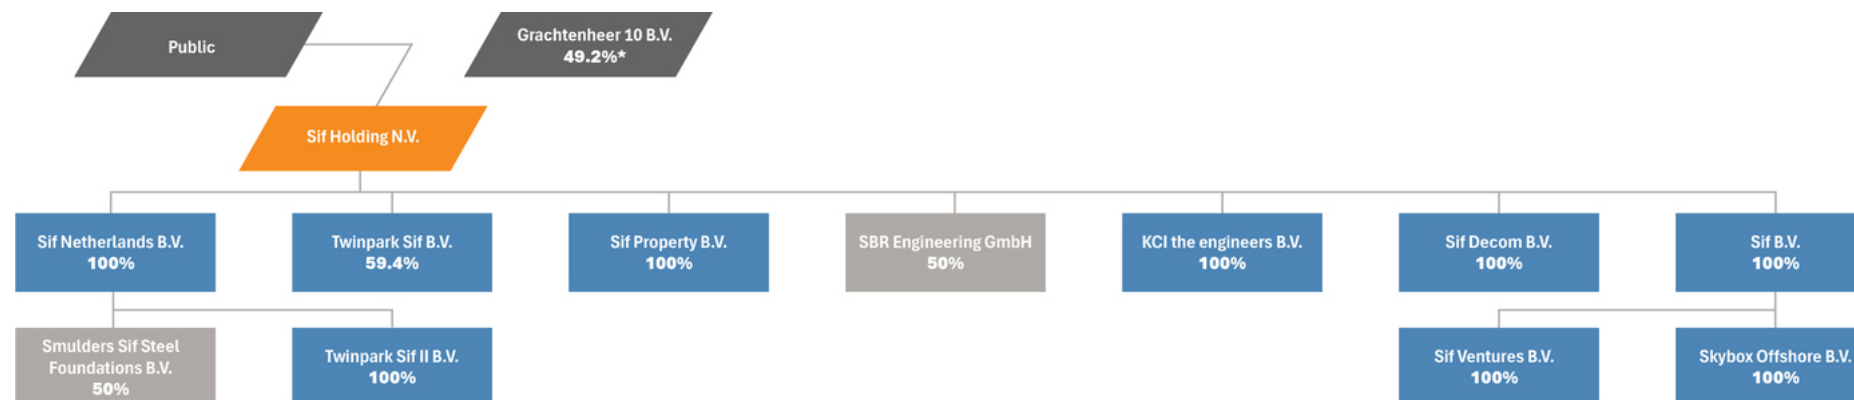 Public
Grachtenheer 10 B.V.
49.2%*
Sif Holding N.V.
Sif Netherlands B.V.
100%
Twinpark Sif B.V.
59.4%
Sif Property B.V.
100%
SBR Engineering GmbH
50%
KCI the engineers B.V.
100%
Sif Decom B.V.
100%
Sif B.V.
100%
Smulders Sif Steel
Foundations B.V.
50%
Twinpark Sif II B.V.
100%
Sif Ventures B.V.
100%
Skybox Offshore B.V.
100%